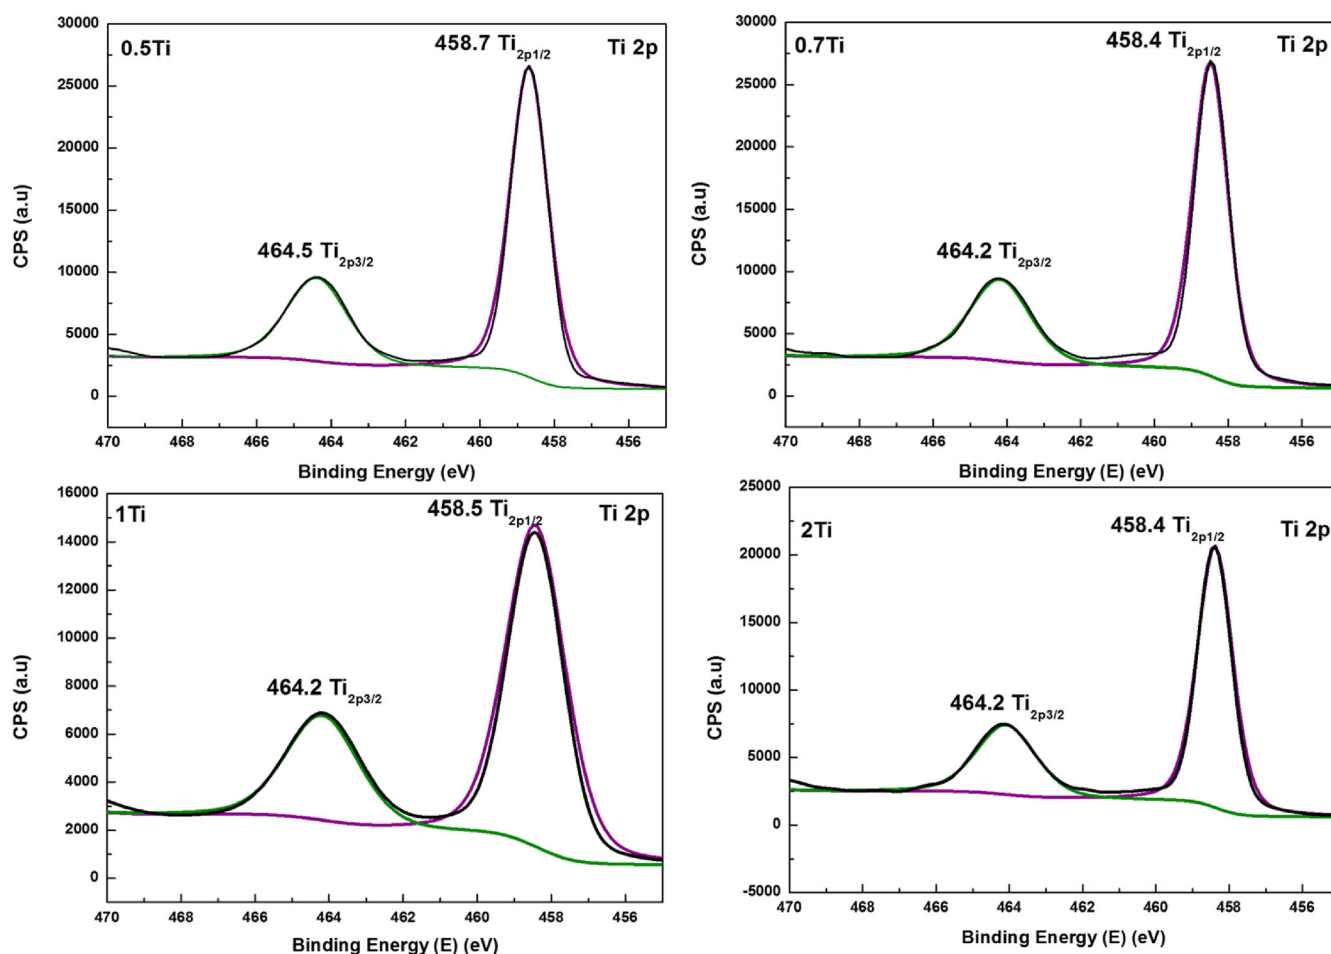 0.5Ti
458.7 Ti2p1/2
Ti 2p
464.5 Ti2p3/2
CPS (a.u)
30000
25000
20000
15000
10000
5000
0
470 468 466 464 462 460 458 456
Binding Energy (E) (eV)
0.7Ti
458.4 Ti2p1/2
Ti 2p
464.2 Ti2p3/2
CPS (a.u)
30000
25000
20000
15000
10000
5000
0
470 468 466 464 462 460 458 456
Binding Energy (E) (eV)
1Ti
458.5 Ti2p1/2
Ti 2p
464.2 Ti2p3/2
CPS (a.u)
16000
14000
12000
10000
8000
6000
4000
2000
0
470 468 466 464 462 460 458 456
Binding Energy (E) (eV)
2Ti
458.4 Ti2p1/2
Ti 2p
464.2 Ti2p3/2
CPS (a.u)
25000
20000
15000
10000
5000
0
-5000
470 468 466 464 462 460 458 456
Binding Energy (E) (eV)